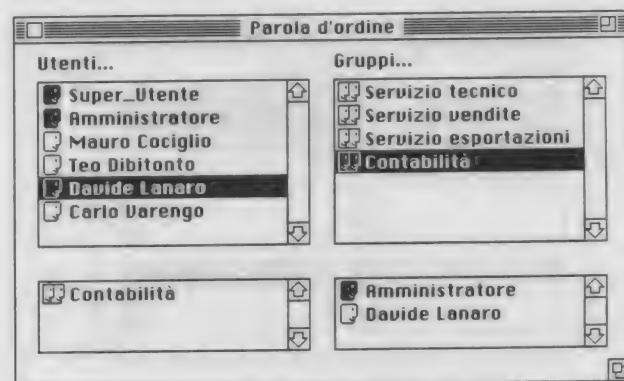 Parola d'ordine
Utenti...
Super_Utente
Amministratore
Mauro Cociglio
Teo Dibitonto
Davide Lanaro
Carlo Varengo
Gruppi...
Servizio tecnico
Servizio vendite
Servizio esportazioni
Contabilità
Contabilità
Amministratore
Davide Lanaro